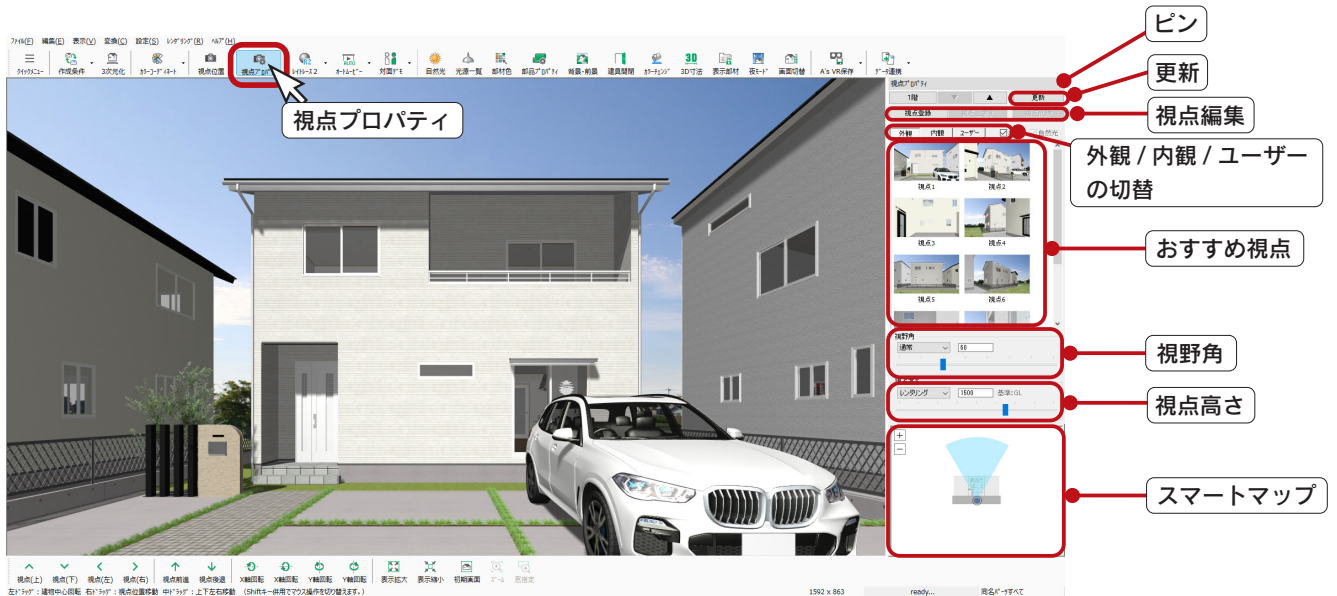 ファイル(F) 編集(E) 表示(V) 変換(C) 設定(S) レンダリング(R) ヘルプ(H)
クイックメニュー 作成条件 3次元化 カラーコーディネート 視点位置 視点プロパティ レイトレース2 オートムービー 対面デモ 自然光 光源一覧 部材色 部品プロパティ 背景・前景 建具開閉 カラーチェンジ 3D寸法 表示部材 夜モード 画面切替 A's VR保存 データ連携
視点プロパティ
ピン
更新
視点編集
外観 / 内観 / ユーザー
の切替
おすすめ視点
視野角
視点高さ
スマートマップ
視点プロパティ
1階 ▼ ▲ 更新
視点登録
外観 内観 ユーザー 自然光
視点1 視点2
視点3 視点4
視点5 視点6
視野角
通常 60
レンダリング 1500 基準:GL
+
-
視点(上) 視点(下) 視点(左) 視点(右) 視点前進 視点後退 X軸回転 X軸回転 Y軸回転 Y軸回転 表示拡大 表示縮小 初期画面 ズーム 窓指定
左ドラッグ:建物中心回転 右ドラッグ:視点位置移動 中ドラッグ:上下左右移動 (Shiftキー併用でマウス操作を切り替えます。)
1592 x 863 ready... 同名パーツすべて